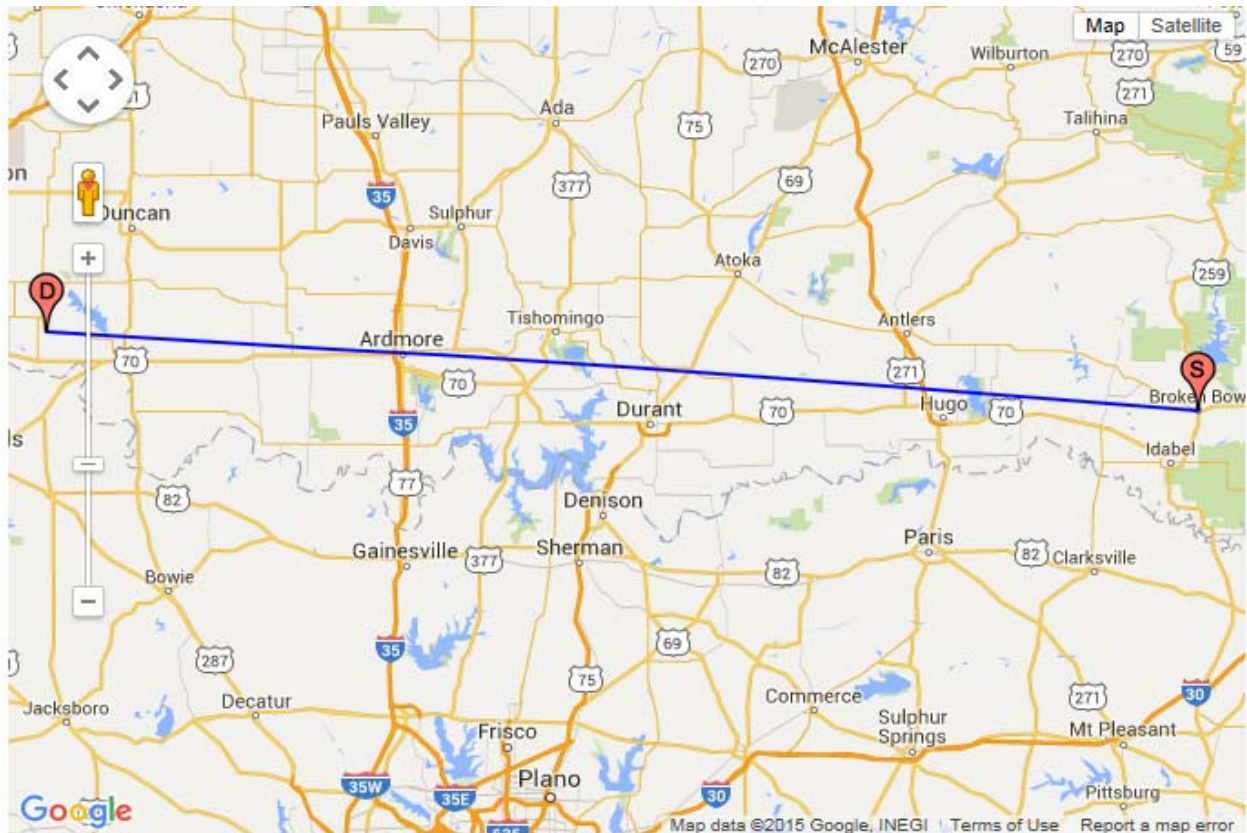 Map Satellite
McAlester
Wilburton
270
59
270
271
Ada
Pauls Valley
75
Talihina
377
69
35
Duncan
Sulphur
Davis
Atoka
259
D
Tishomingo
Antlers
Ardmore
70
271
S
70
Broken Bow
Durant
70
Hugo
70
35
Idabel
77
82
Denison
Gainesville
377
Sherman
Paris
82
82
Clarksville
Bowie
35
69
287
75
271
30
Jacksboro
Decatur
Commerce
Sulphur
Springs
Mt Pleasant
Frisco
35W
35E
Plano
30
Pittsburg
Google
Map data ©2015 Google, INEGI Terms of Use Report a map error